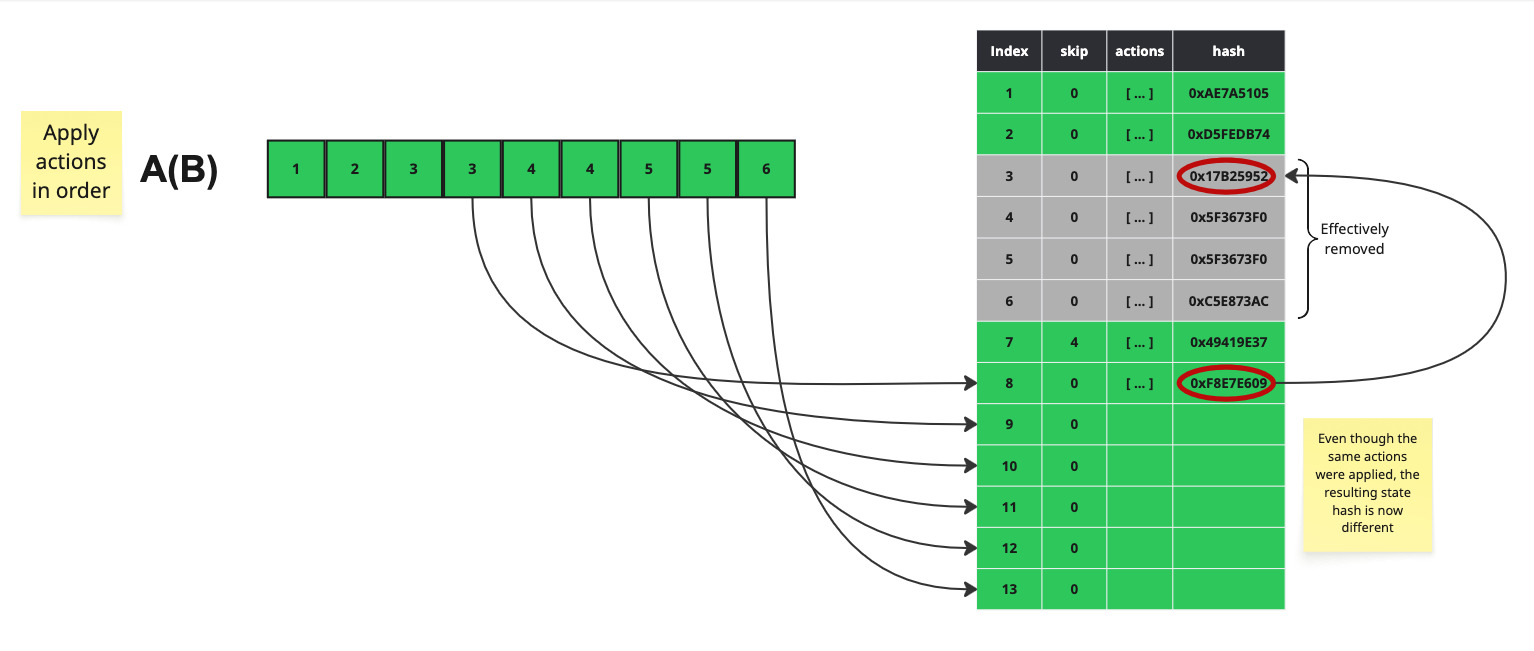 Apply
actions
in order
A(B)
1 2 3 3 4 4 5 5 6
Index skip actions hash
1 0 [ ... ] 0xAE7A5105
2 0 [ ... ] 0xD5FEDB74
3 0 [ ... ] 0x17B25952
4 0 [ ... ] 0x5F3673F0
5 0 [ ... ] 0x5F3673F0
6 0 [ ... ] 0xC5E873AC
7 4 [ ... ] 0x49419E37
8 0 [ ... ] 0xF8E7E609
9 0
10 0
11 0
12 0
13 0
Effectively
removed
Even though the
same actions
were applied, the
resulting state
hash is now
different